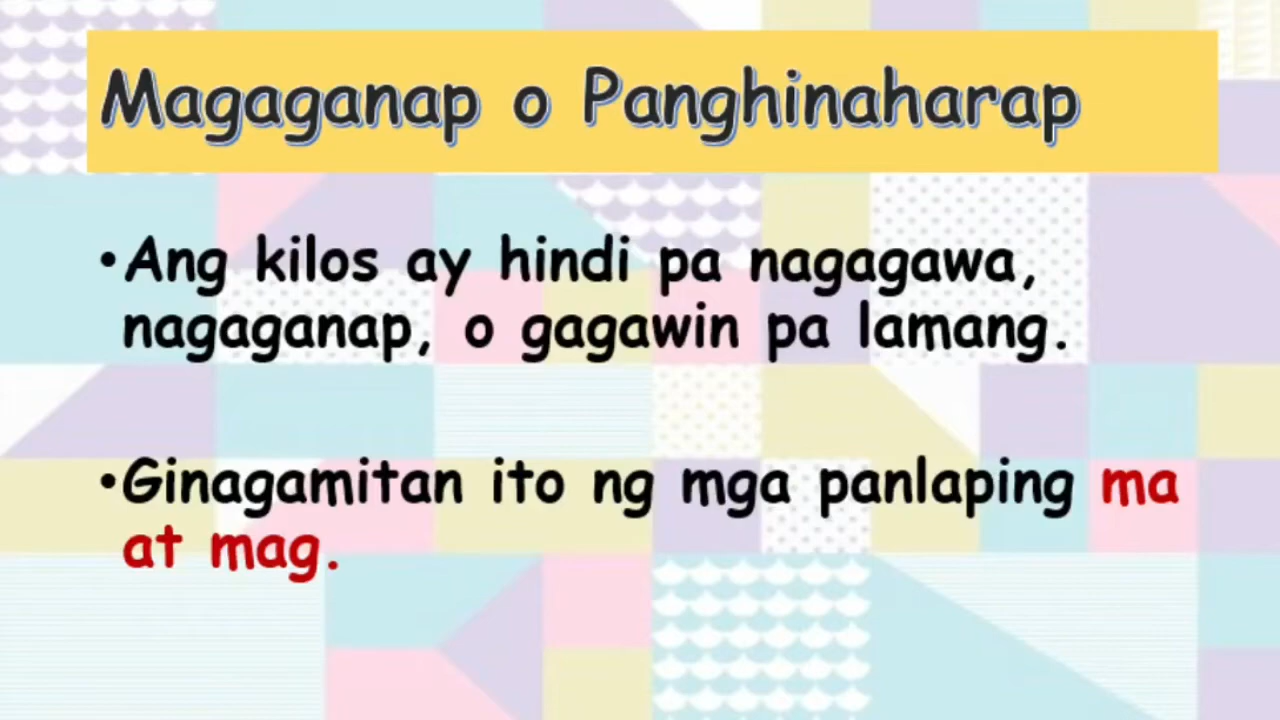 Magaganap o Panghinaharap
•Ang kilos ay hindi pa nagagawa,
nagaganap, o gagawin pa lamang.
•Ginagamitan ito ng mga panlaping ma
at mag.